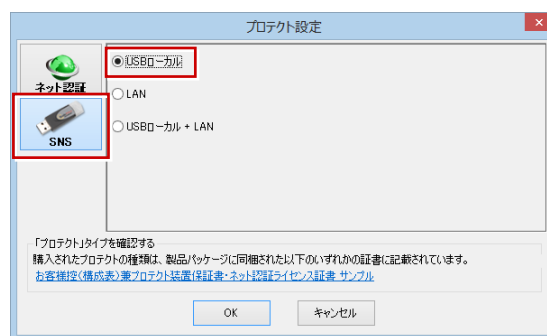 プロテクト設定
ネット認証
SNS
USBローカル
LAN
USBローカル + LAN
「プロテクト」タイプを確認する
購入されたプロテクトの種類は、製品パッケージに同梱された以下のいずれかの証書に記載されています。
お客様控(構成表)兼プロテクト装置保証書・ネット認証ライセンス証書 サンプル
OK
キャンセル